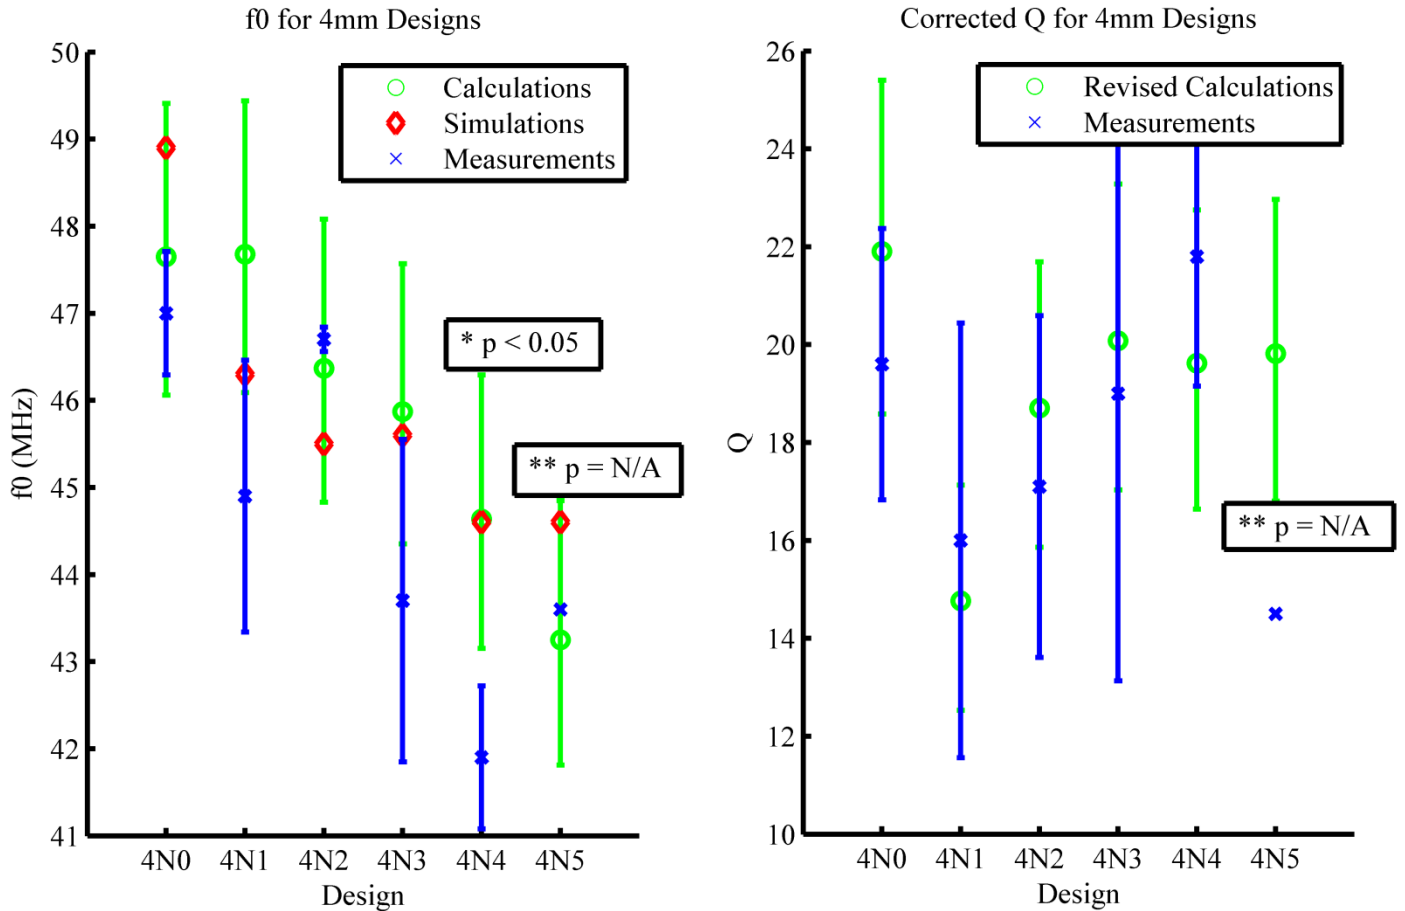 f0 for 4mm Designs
50
49
48
47
46
45
44
43
42
41
f0 (MHz)
Calculations
Simulations
Measurements
* p < 0.05
** p = N/A
4N0 4N1 4N2 4N3 4N4 4N5
Design
Corrected Q for 4mm Designs
26
24
22
20
18
16
14
12
10
Q
Revised Calculations
Measurements
** p = N/A
4N0 4N1 4N2 4N3 4N4 4N5
Design